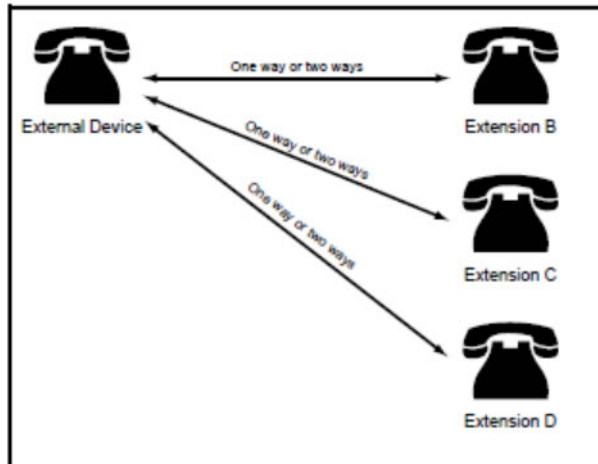 One way or two ways
External Device
Extension B
One way or two ways
One way or two ways
Extension C
Extension D